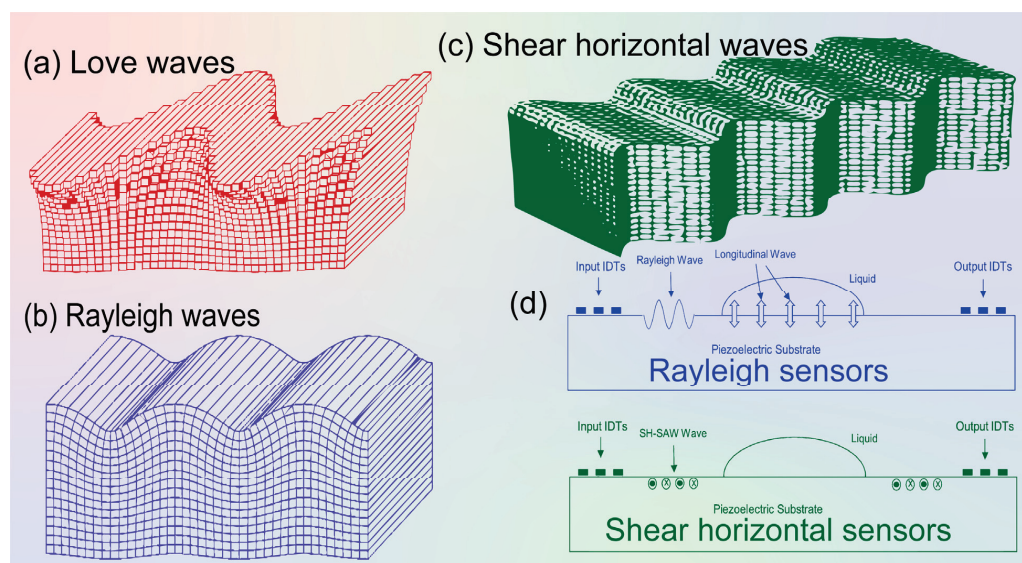 (a) Love waves
(c) Shear horizontal waves
(b) Rayleigh waves
(d)
Input IDTs
Rayleigh Wave
Longitudinal Wave
Liquid
Output IDTs
Piezoelectric Substrate
Rayleigh sensors
Input IDTs
SH-SAW Wave
Liquid
Output IDTs
x x
x x
Piezoelectric Substrate
Shear horizontal sensors